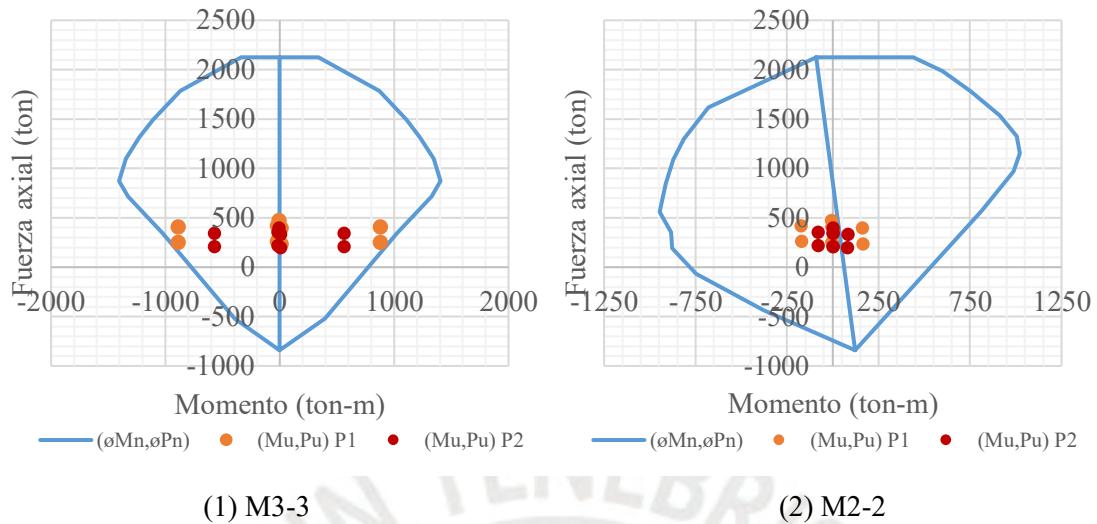 2500
2000
1500
1000
500
0
-500
-1000
-2000 -1000 0 1000 2000
Fuerza axial (ton)
Momento (ton-m)
(øMn,øPn) (Mu,Pu) P1 (Mu,Pu) P2
(1) M3-3
2500
2000
1500
1000
500
0
-500
-1000
-1250 -750 -250 250 750 1250
Fuerza axial (ton)
Momento (ton-m)
(øMn,øPn) (Mu,Pu) P1 (Mu,Pu) P2
(2) M2-2